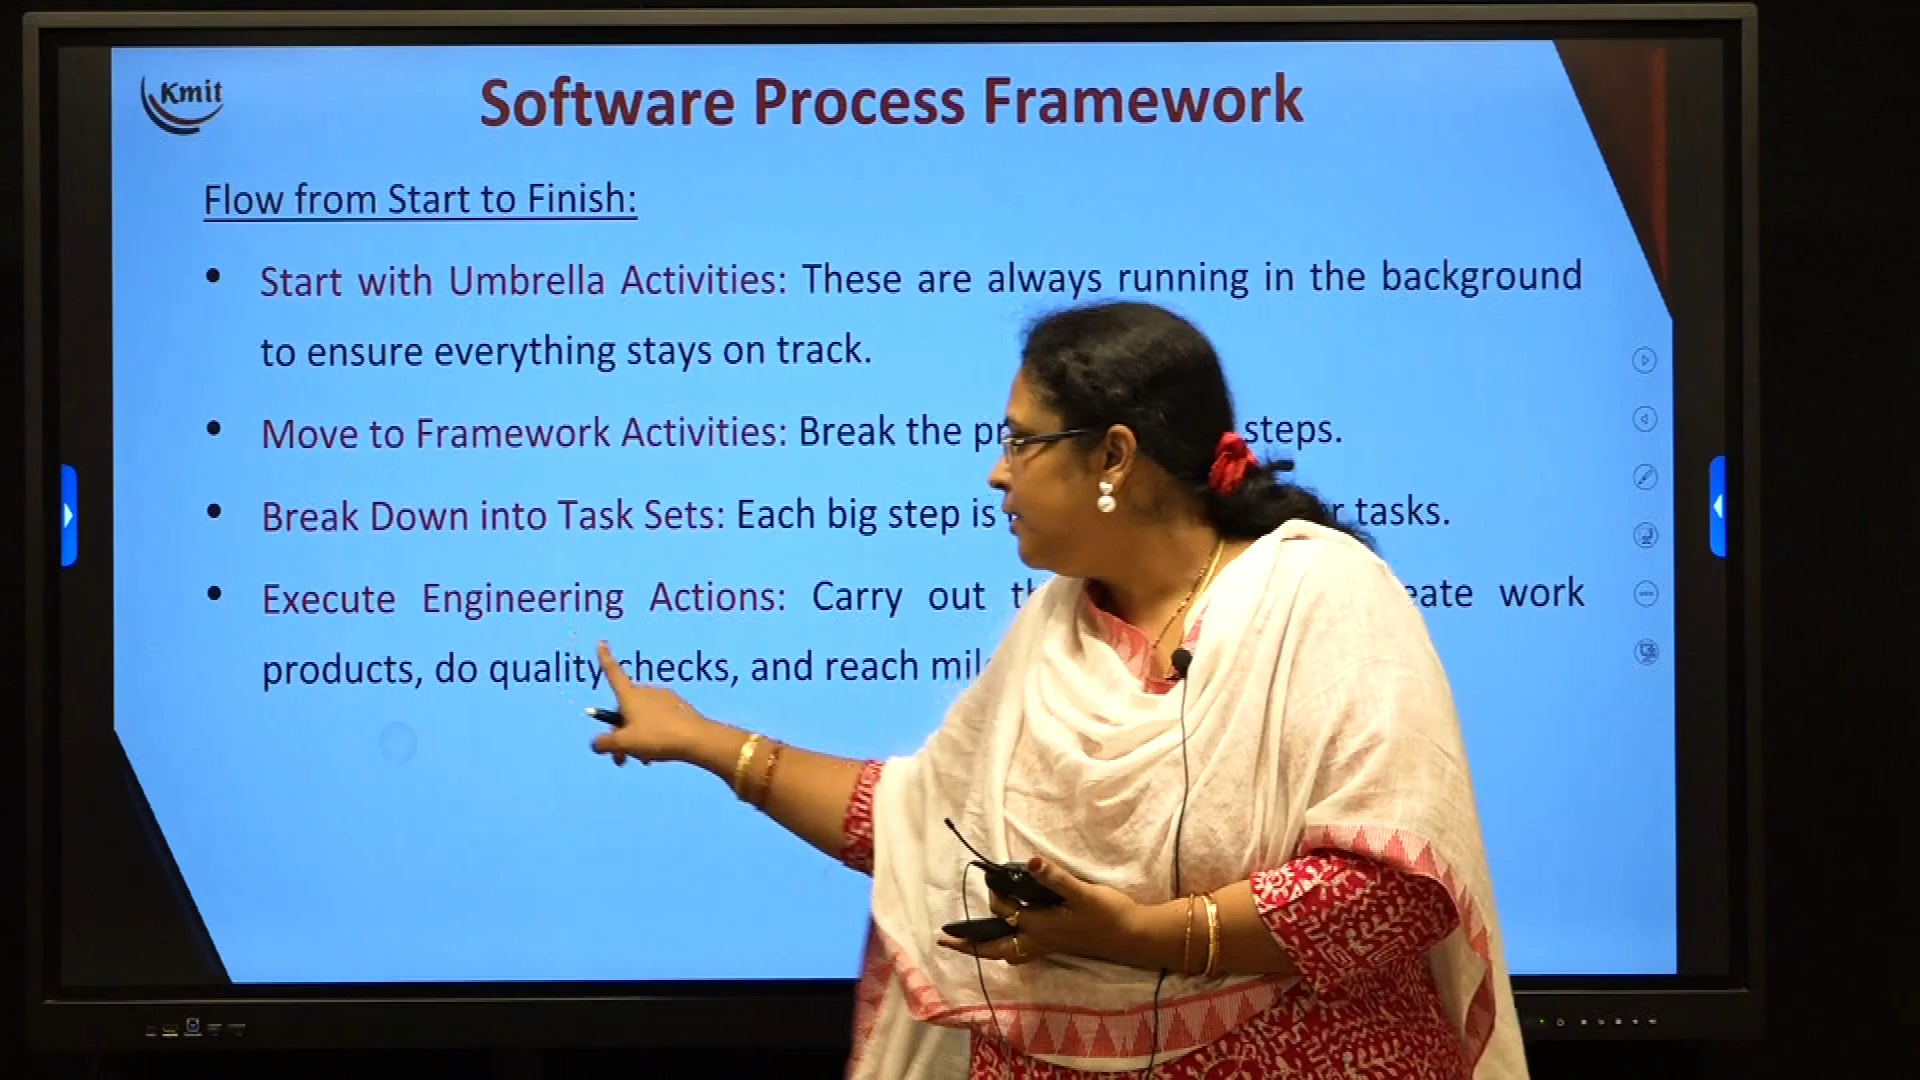 Kmit
Software Process Framework
Flow from Start to Finish:
• Start with Umbrella Activities: These are always running in the background
to ensure everything stays on track.
• Move to Framework Activities: Break the steps.
• Break Down into Task Sets: Each big step is tasks.
• Execute Engineering Actions: Carry out work
products, do quality checks, and reach